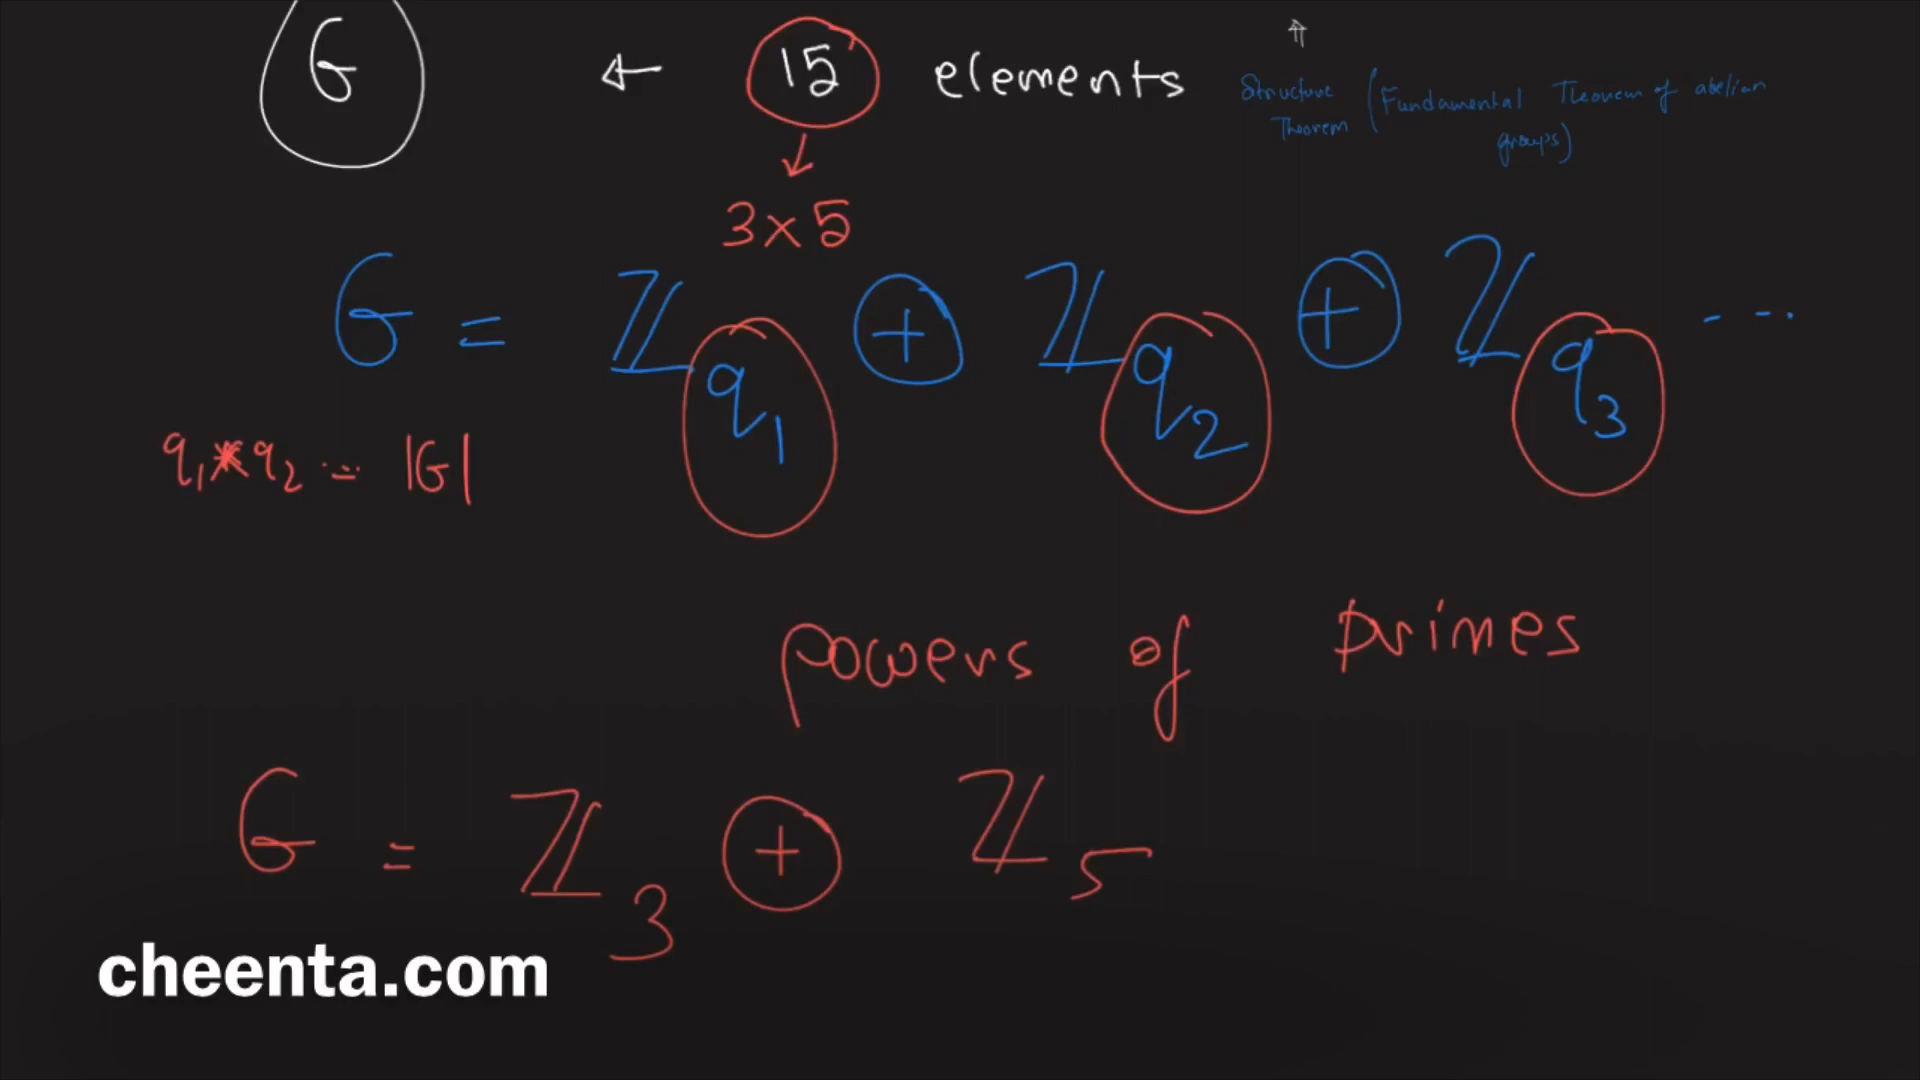 G ← 15 elements
↑
Structure Theorem (Fundamental Theorem of abelian groups)
↓
3 × 5
G = ℤq₁ ⊕ ℤq₂ ⊕ ℤq₃ ...
q₁ * q₂ ... = |G|
powers of primes
G = ℤ₃ ⊕ ℤ₅
cheenta.com